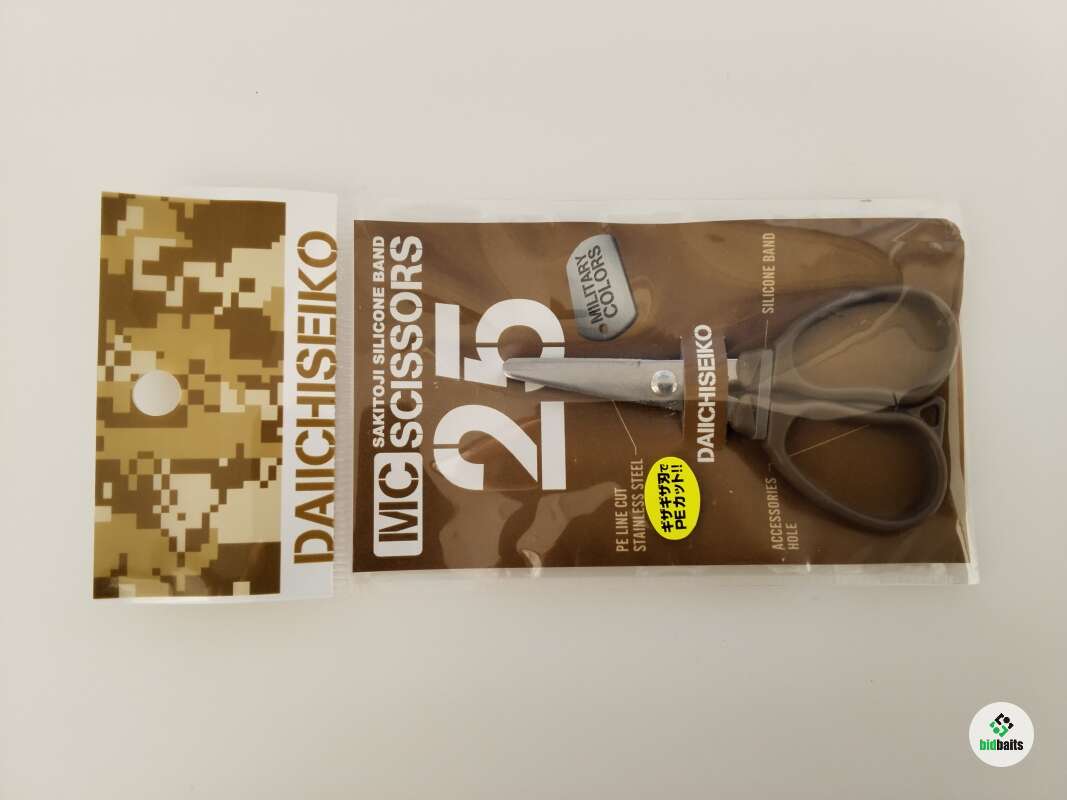 DAIICHISEIKO
SAKITOJI SILICONE BAND
MC SCISSORS
25
MILITARY
COLORS
DAIICHISEIKO
SILICONE BAND
PE LINE CUT
STAINLESS STEEL
ギザギザ刃で
PEカット!!
ACCESSORIES
HOLE
bidbaits